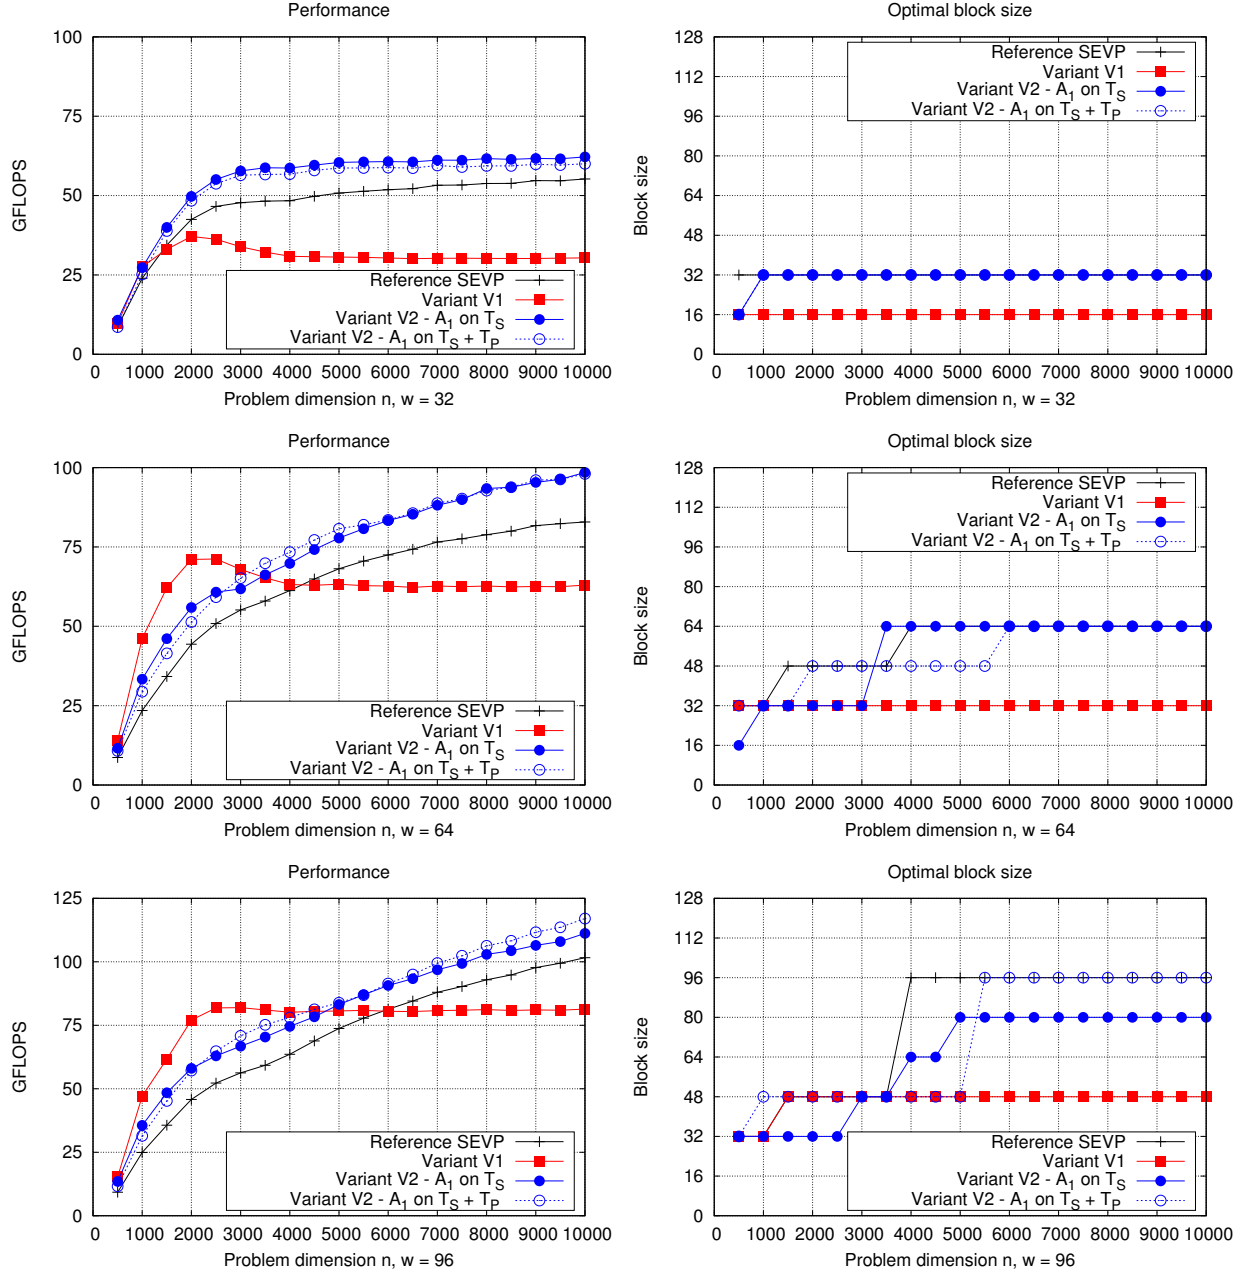 Performance
GFLOPS
100
75
50
25
0
0 1000 2000 3000 4000 5000 6000 7000 8000 9000 10000
Problem dimension n, w = 32
Reference SEVP
Variant V1
Variant V2 - A1 on TS
Variant V2 - A1 on TS + TP
Optimal block size
Block size
128
112
96
80
64
48
32
16
0
0 1000 2000 3000 4000 5000 6000 7000 8000 9000 10000
Problem dimension n, w = 32
Reference SEVP
Variant V1
Variant V2 - A1 on TS
Variant V2 - A1 on TS + TP
Performance
GFLOPS
100
75
50
25
0
0 1000 2000 3000 4000 5000 6000 7000 8000 9000 10000
Problem dimension n, w = 64
Reference SEVP
Variant V1
Variant V2 - A1 on TS
Variant V2 - A1 on TS + TP
Optimal block size
Block size
128
112
96
80
64
48
32
16
0
0 1000 2000 3000 4000 5000 6000 7000 8000 9000 10000
Problem dimension n, w = 64
Reference SEVP
Variant V1
Variant V2 - A1 on TS
Variant V2 - A1 on TS + TP
Performance
GFLOPS
125
100
75
50
25
0
0 1000 2000 3000 4000 5000 6000 7000 8000 9000 10000
Problem dimension n, w = 96
Reference SEVP
Variant V1
Variant V2 - A1 on TS
Variant V2 - A1 on TS + TP
Optimal block size
Block size
128
112
96
80
64
48
32
16
0
0 1000 2000 3000 4000 5000 6000 7000 8000 9000 10000
Problem dimension n, w = 96
Reference SEVP
Variant V1
Variant V2 - A1 on TS
Variant V2 - A1 on TS + TP